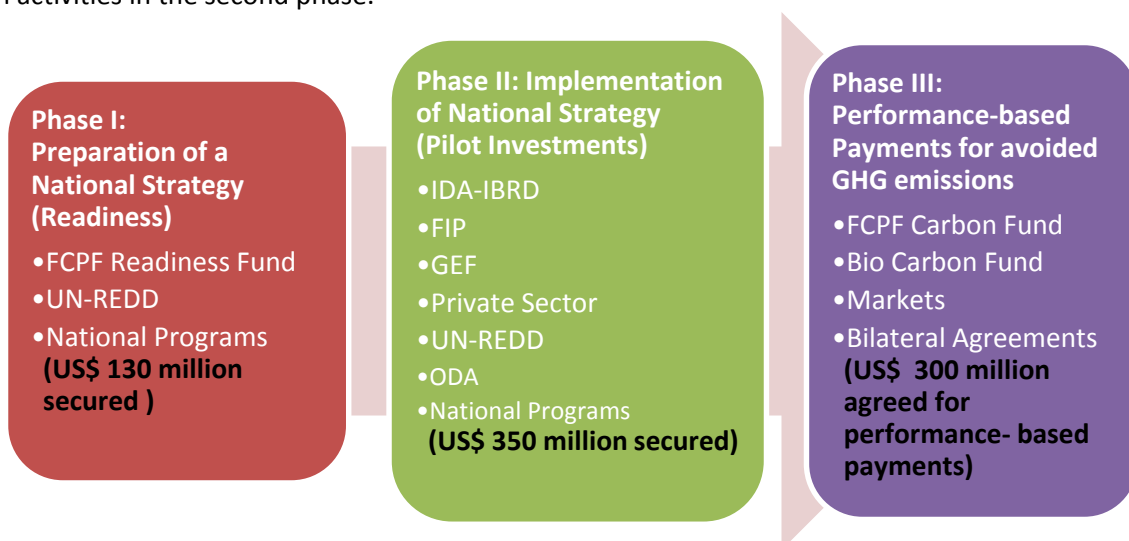 activities in the second phase.
Phase I:
Preparation of a
National Strategy
(Readiness)
•FCPF Readiness Fund
•UN-REDD
•National Programs
(US$ 130 million
secured )
Phase II: Implementation
of National Strategy
(Pilot Investments)
•IDA-IBRD
•FIP
•GEF
•Private Sector
•UN-REDD
•ODA
•National Programs
(US$ 350 million secured)
Phase III:
Performance-based
Payments for avoided
GHG emissions
•FCPF Carbon Fund
•Bio Carbon Fund
•Markets
•Bilateral Agreements
(US$  300 million
agreed for
performance- based
payments)